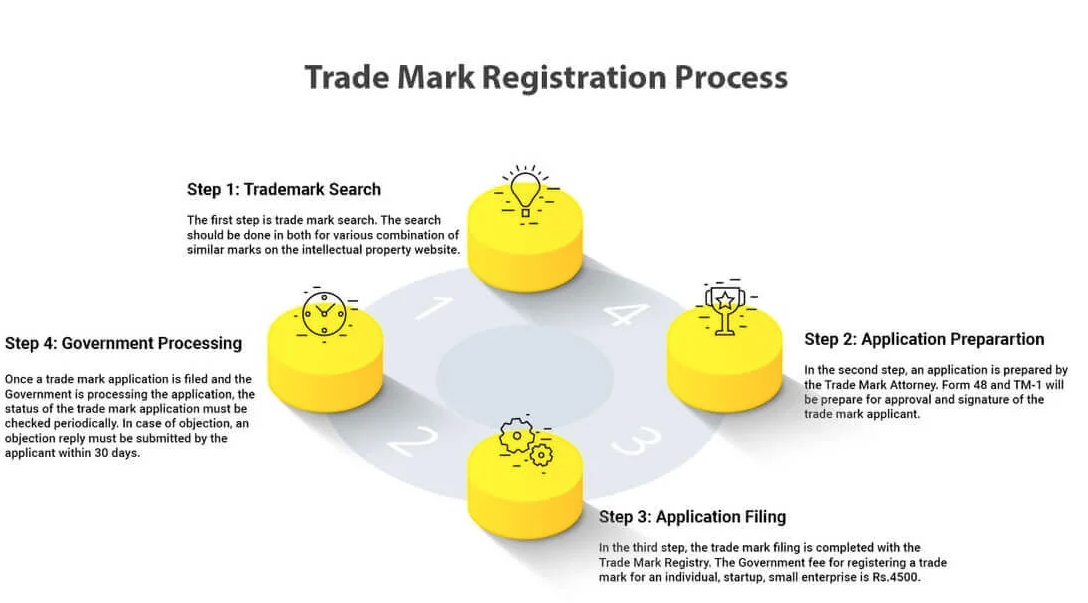 Trade Mark Registration Process
Step 1: Trademark Search
The first step is trade mark search. The search
should be done in both for various combination of
similar marks on the intellectual property website.
1
4
Step 2: Application Preparartion
In the second step, an application is prepared by
the Trade Mark Attorney. Form 48 and TM-1 will
be prepare for approval and signature of the
trade mark applicant.
2
3
Step 3: Application Filing
In the third step, the trade mark filing is completed with the
Trade Mark Registry. The Government fee for registering a trade
mark for an individual, startup, small enterprise is Rs.4500.
Step 4: Government Processing
Once a trade mark application is filed and the
Government is processing the application, the
status of the trade mark application must be
checked periodically. In case of objection, an
objection reply must be submitted by the
applicant within 30 days.